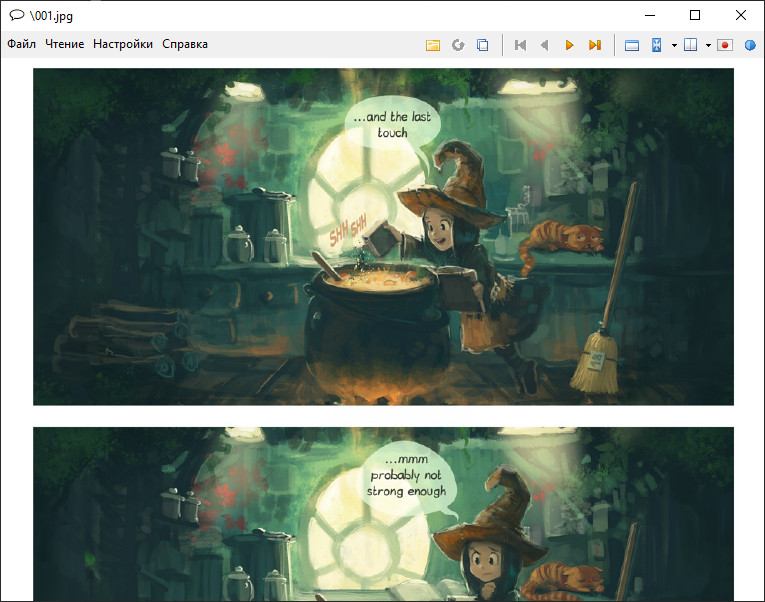 \001.jpg
Файл Чтение Настройки Справка
...and the last
touch
SHH SHH
...mmm
probably not
strong enough